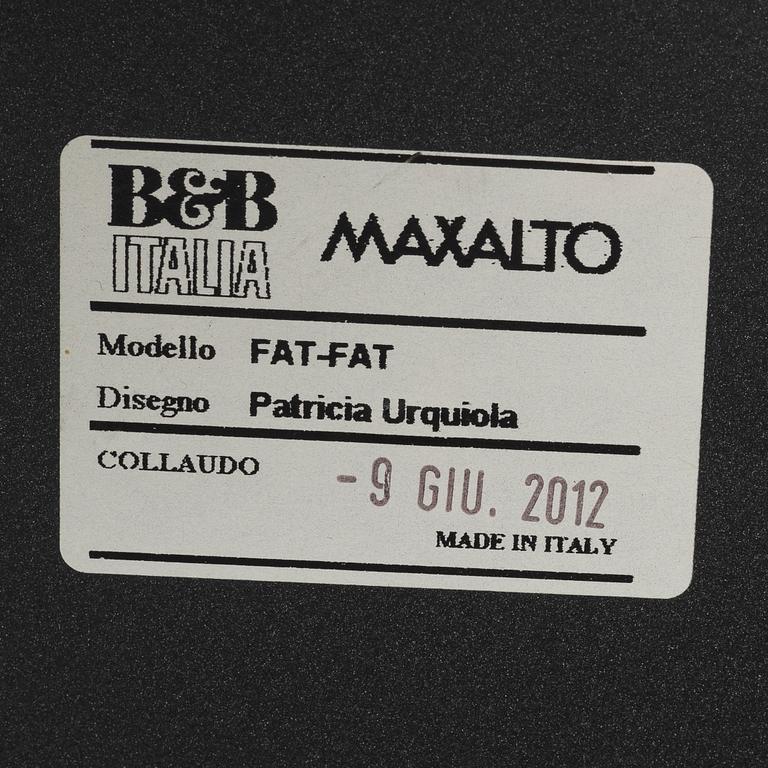 B&B
ITALIA
MAXALTO
Modello FAT-FAT
Disegno Patricia Urquiola
COLLAUDO -9 GIU. 2012
MADE IN ITALY